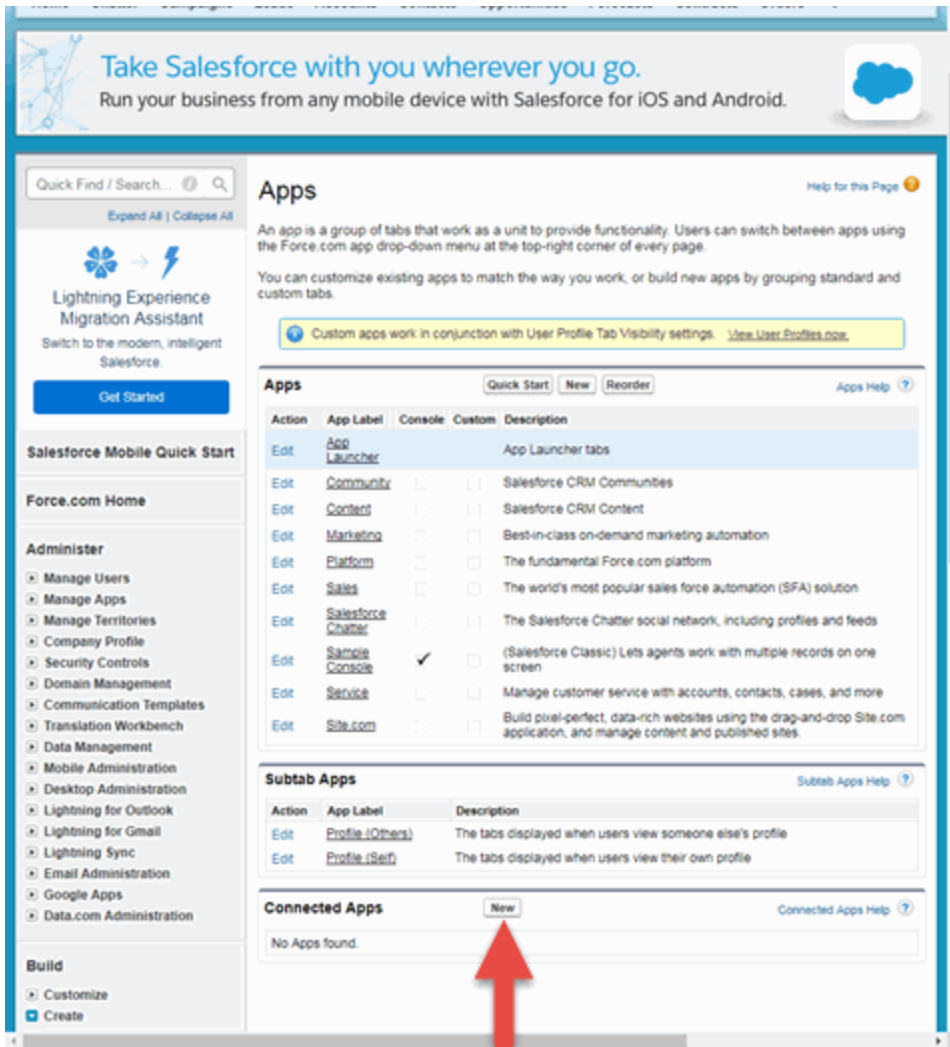 Take Salesforce with you wherever you go.
Run your business from any mobile device with Salesforce for iOS and Android.
Quick Find / Search...
Expand All | Collapse All
Lightning Experience
Migration Assistant
Switch to the modern, intelligent
Salesforce.
Get Started
Salesforce Mobile Quick Start
Force.com Home
Administer
Manage Users
Manage Apps
Manage Territories
Company Profile
Security Controls
Domain Management
Communication Templates
Translation Workbench
Data Management
Mobile Administration
Desktop Administration
Lightning for Outlook
Lightning for Gmail
Lightning Sync
Email Administration
Google Apps
Data.com Administration
Build
Customize
Create
Apps
Help for this Page ?
An app is a group of tabs that work as a unit to provide functionality. Users can switch between apps using
the Force.com app drop-down menu at the top-right corner of every page.
You can customize existing apps to match the way you work, or build new apps by grouping standard and
custom tabs.
Custom apps work in conjunction with User Profile Tab Visibility settings. View User Profiles now.
Apps Quick Start New Reorder Apps Help ?
Action App Label Console Custom Description
Edit App Launcher App Launcher tabs
Edit Community Salesforce CRM Communities
Edit Content Salesforce CRM Content
Edit Marketing Best-in-class on-demand marketing automation
Edit Platform The fundamental Force.com platform
Edit Sales The world's most popular sales force automation (SFA) solution
Edit Salesforce Chatter The Salesforce Chatter social network, including profiles and feeds
Edit Sample Console (Salesforce Classic) Lets agents work with multiple records on one
screen
Edit Service Manage customer service with accounts, contacts, cases, and more
Edit Site.com Build pixel-perfect, data-rich websites using the drag-and-drop Site.com
application, and manage content and published sites.
Subtab Apps Subtab Apps Help ?
Action App Label Description
Edit Profile (Others) The tabs displayed when users view someone else's profile
Edit Profile (Self) The tabs displayed when users view their own profile
Connected Apps New Connected Apps Help ?
No Apps found.